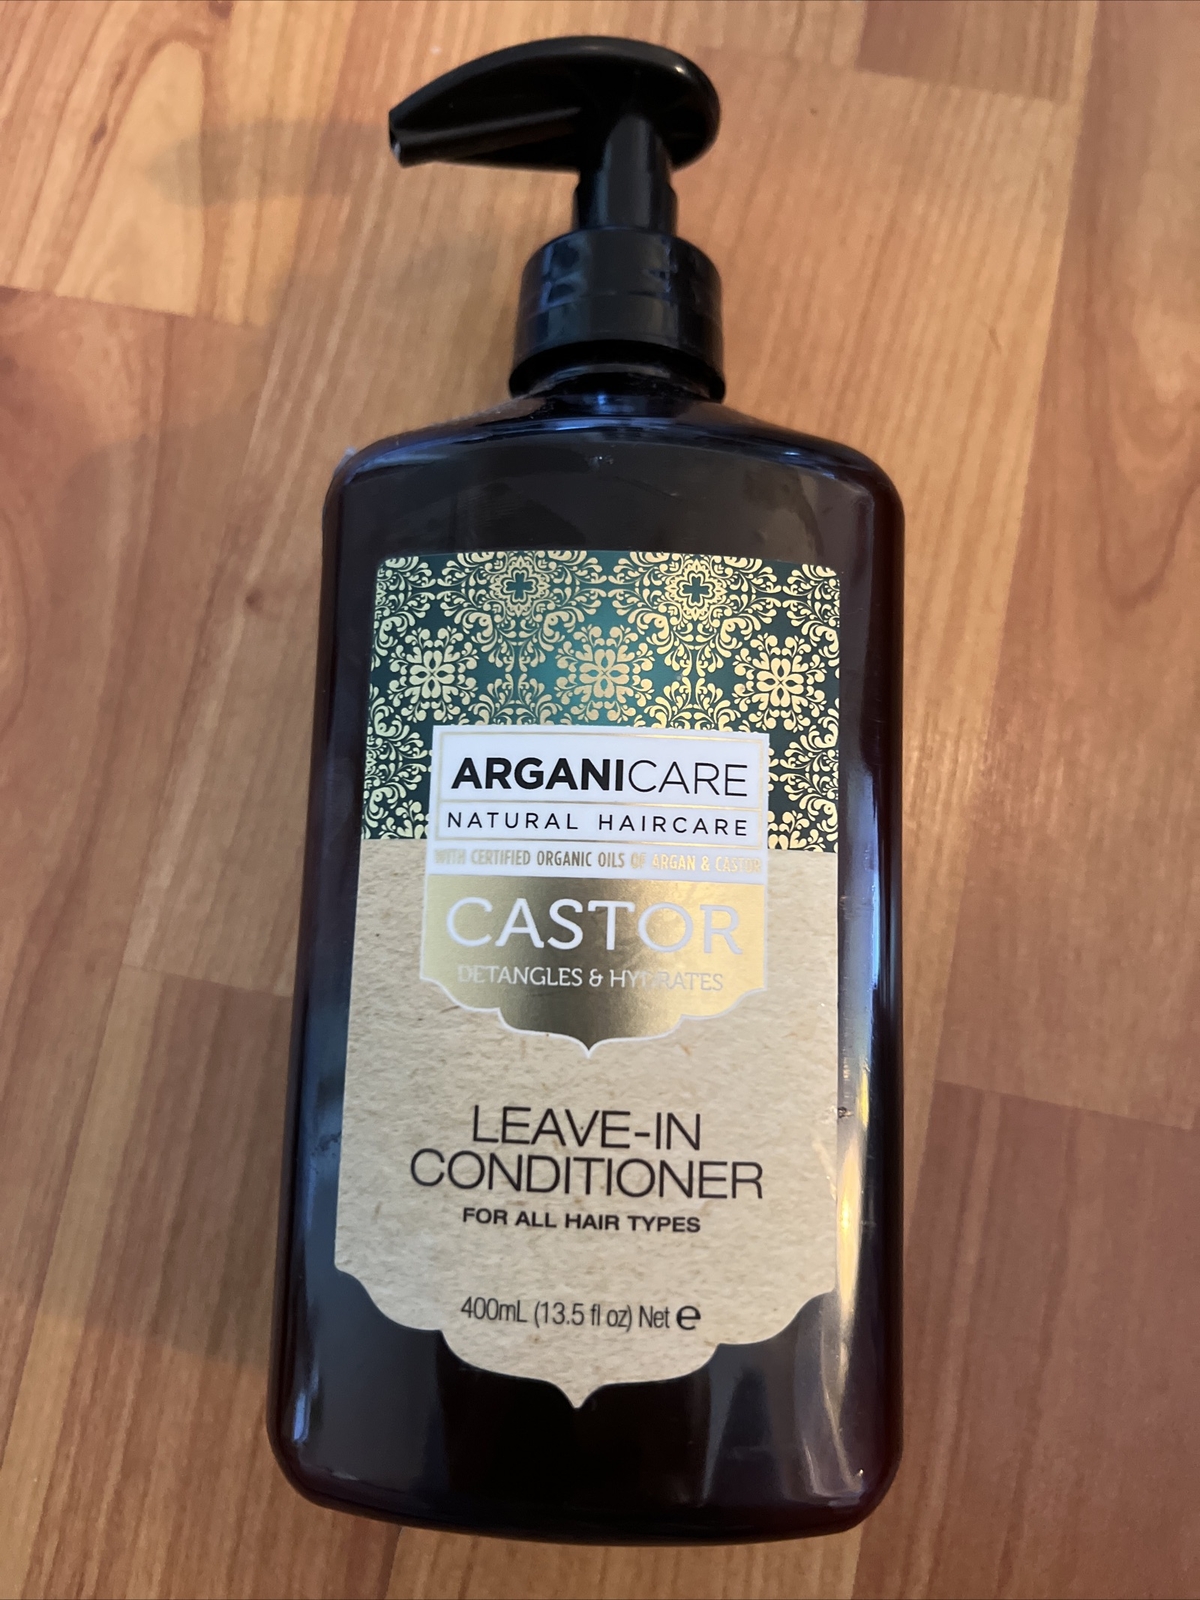 ARGANICARE
NATURAL HAIRCARE
WITH CERTIFIED ORGANIC OILS OF ARGAN & CASTOR
CASTOR
DETANGLES & HYDRATES
LEAVE-IN
CONDITIONER
FOR ALL HAIR TYPES
400mL (13.5 fl oz) Net ℮